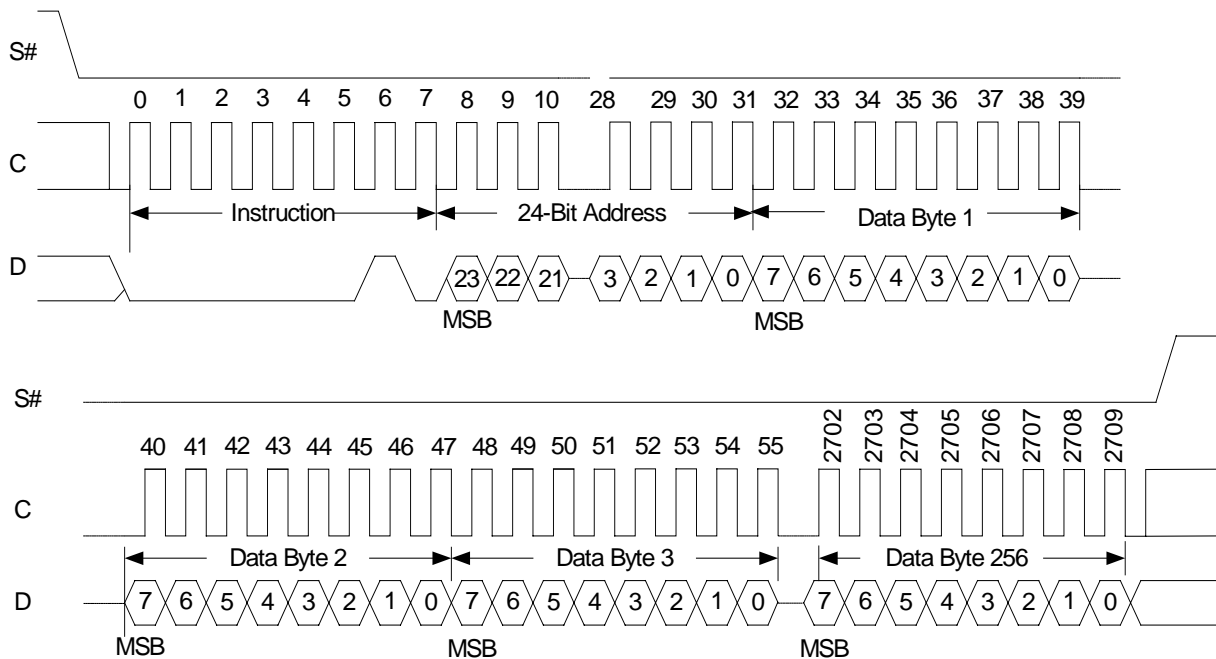 S#
0 1 2 3 4 5 6 7 8 9 10 28 29 30 31 32 33 34 35 36 37 38 39
C
Instruction 24-Bit Address Data Byte 1
D
23 22 21 3 2 1 0 7 6 5 4 3 2 1 0
MSB MSB
S#
40 41 42 43 44 45 46 47 48 49 50 51 52 53 54 55 2702 2703 2704 2705 2706 2707 2708 2709
C
Data Byte 2 Data Byte 3 Data Byte 256
D 7 6 5 4 3 2 1 0 7 6 5 4 3 2 1 0 7 6 5 4 3 2 1 0
MSB MSB MSB